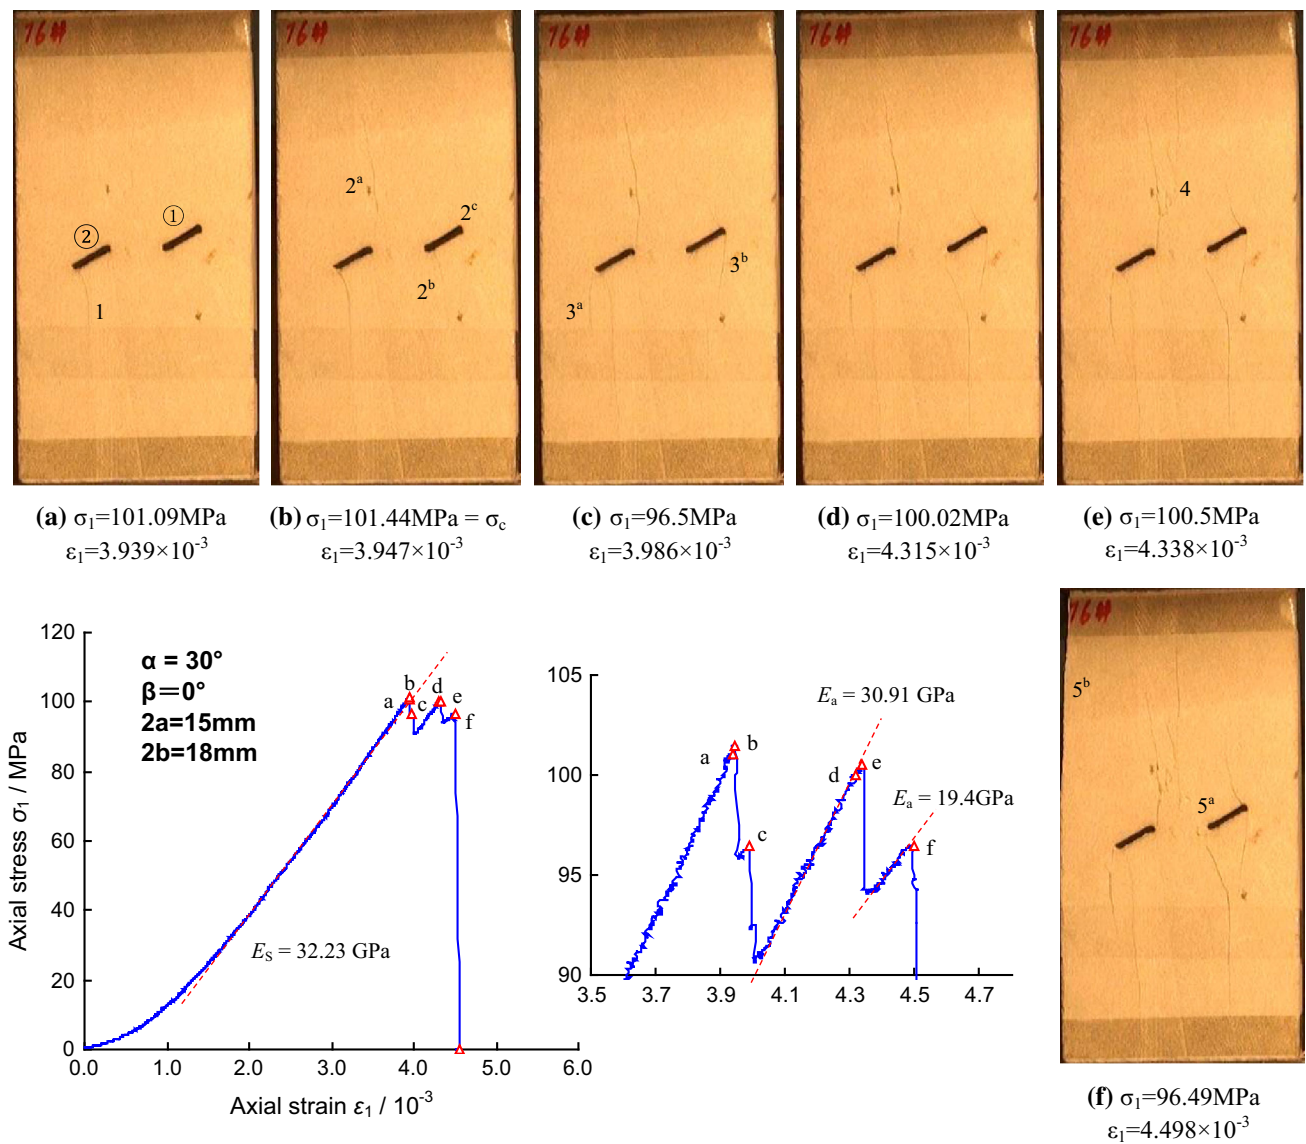 76#
76#
76#
76#
76#
①
②
1
2ᵃ
2ᶜ
2ᵇ
3ᵇ
3ᵃ
4
(a) σ₁=101.09MPa
ε₁=3.939×10⁻³
(b) σ₁=101.44MPa = σc
ε₁=3.947×10⁻³
(c) σ₁=96.5MPa
ε₁=3.986×10⁻³
(d) σ₁=100.02MPa
ε₁=4.315×10⁻³
(e) σ₁=100.5MPa
ε₁=4.338×10⁻³
120
100
80
60
40
20
0
Axial stress σ₁ / MPa
α = 30°
β=0°
2a=15mm
2b=18mm
a
b
c
d
e
f
Eₛ = 32.23 GPa
0.0 1.0 2.0 3.0 4.0 5.0 6.0
Axial strain ε₁ / 10⁻³
105
100
95
90
Eₐ = 30.91 GPa
Eₐ = 19.4GPa
a
b
c
d
e
f
3.5 3.7 3.9 4.1 4.3 4.5 4.7
76#
5ᵇ
5ᵃ
(f) σ₁=96.49MPa
ε₁=4.498×10⁻³